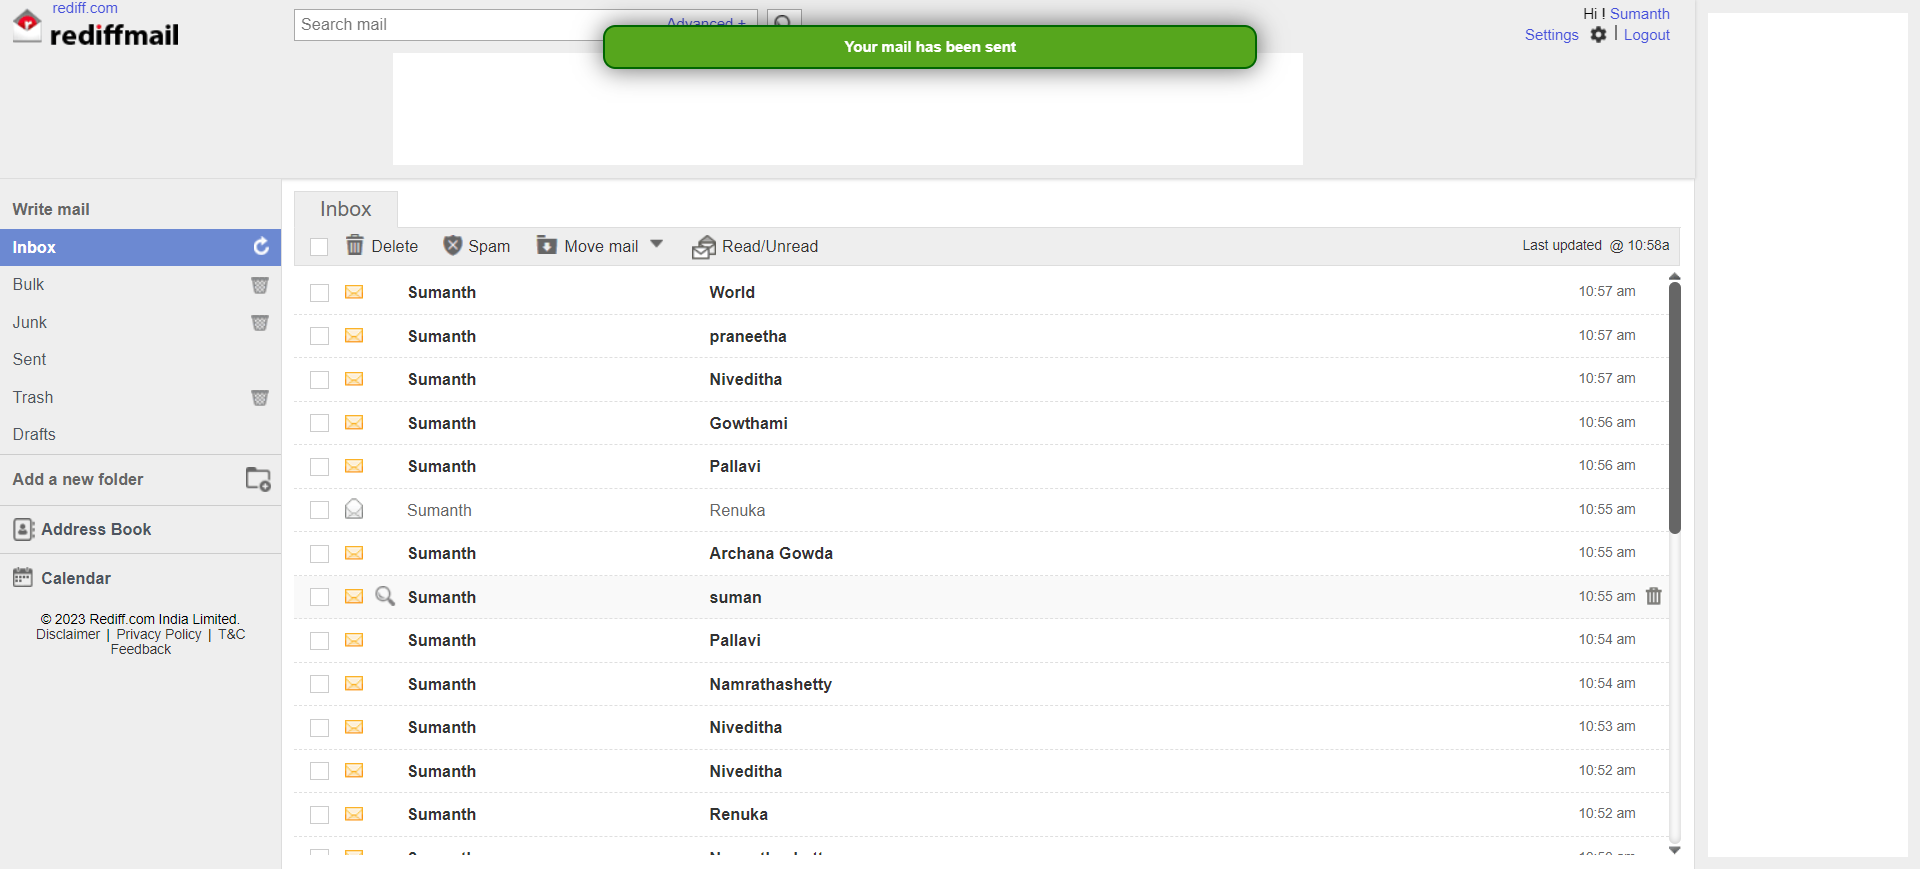 rediff.com
rediffmail
Search mail
Advanced +
Your mail has been sent
Hi ! Sumanth
Settings | Logout
Write mail
Inbox
Bulk
Junk
Sent
Trash
Drafts
Add a new folder
Address Book
Calendar
© 2023 Rediff.com India Limited.
Disclaimer | Privacy Policy | T&C
Feedback
Inbox
Delete Spam Move mail Read/Unread Last updated @ 10:58a
Sumanth World 10:57 am
Sumanth praneetha 10:57 am
Sumanth Niveditha 10:57 am
Sumanth Gowthami 10:56 am
Sumanth Pallavi 10:56 am
Sumanth Renuka 10:55 am
Sumanth Archana Gowda 10:55 am
Sumanth suman 10:55 am
Sumanth Pallavi 10:54 am
Sumanth Namrathashetty 10:54 am
Sumanth Niveditha 10:53 am
Sumanth Niveditha 10:52 am
Sumanth Renuka 10:52 am